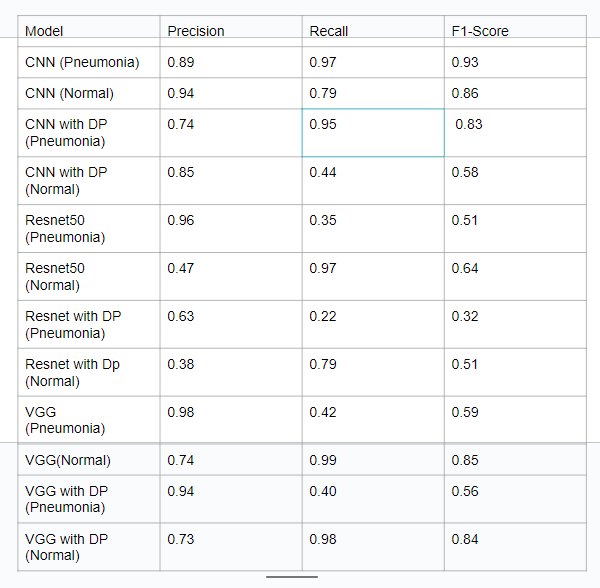 Model Precision Recall F1-Score
CNN (Pneumonia) 0.89 0.97 0.93
CNN (Normal) 0.94 0.79 0.86
CNN with DP 0.74 0.95 0.83
(Pneumonia)
CNN with DP 0.85 0.44 0.58
(Normal)
Resnet50 0.96 0.35 0.51
(Pneumonia)
Resnet50 0.47 0.97 0.64
(Normal)
Resnet with DP 0.63 0.22 0.32
(Pneumonia)
Resnet with Dp 0.38 0.79 0.51
(Normal)
VGG 0.98 0.42 0.59
(Pneumonia)
VGG(Normal) 0.74 0.99 0.85
VGG with DP 0.94 0.40 0.56
(Pneumonia)
VGG with DP 0.73 0.98 0.84
(Normal)